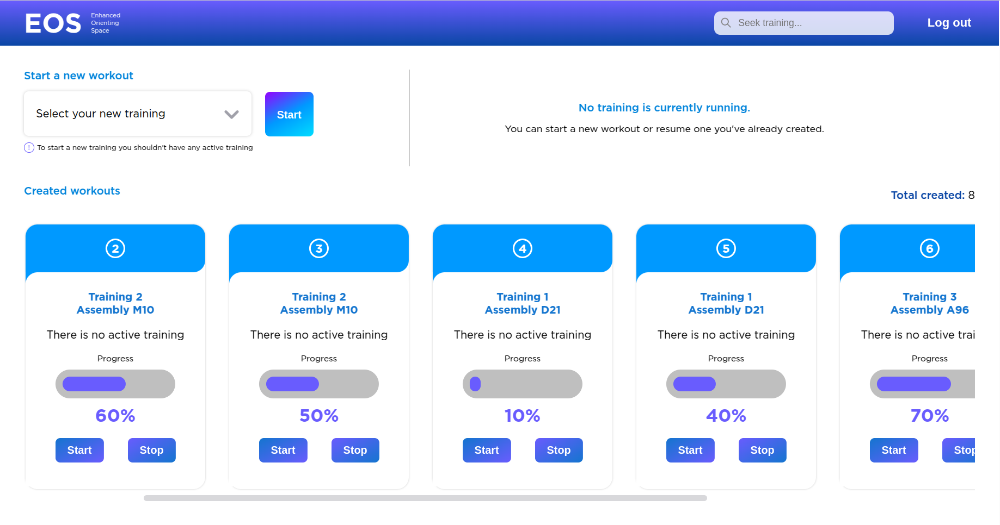 EOS
Enhanced
Orienting
Space
Seek training...
Log out
Start a new workout
Select your new training
Start
! To start a new training you shouldn't have any active training
No training is currently running.
You can start a new workout or resume one you've already created.
Created workouts
Total created: 8
2
Training 2
Assembly M10
There is no active training
Progress
60%
Start Stop
3
Training 2
Assembly M10
There is no active training
Progress
50%
Start Stop
4
Training 1
Assembly D21
There is no active training
Progress
10%
Start Stop
5
Training 1
Assembly D21
There is no active training
Progress
40%
Start Stop
6
Training 3
Assembly A96
There is no active trai
Progress
70%
Start Stop